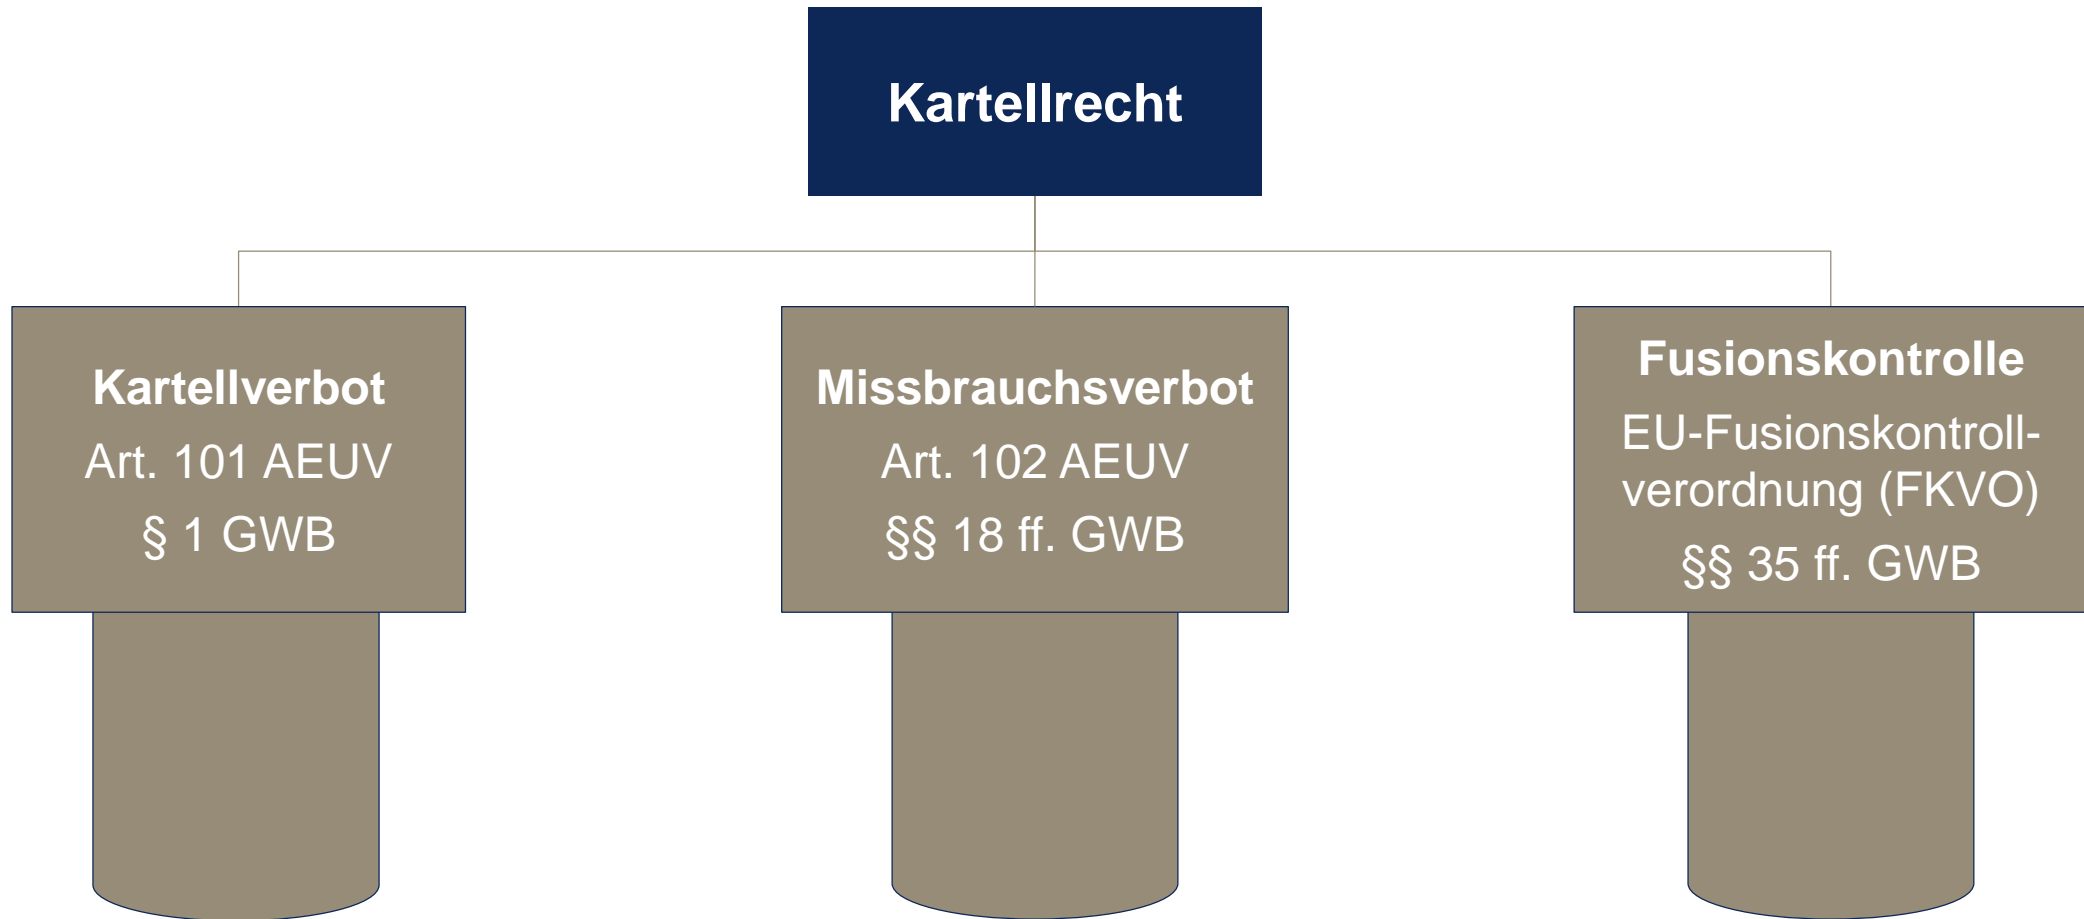 Kartellrecht
Kartellverbot
Art. 101 AEUV
§ 1 GWB
Missbrauchsverbot
Art. 102 AEUV
§§ 18 ff. GWB
Fusionskontrolle
EU-Fusionskontroll-
verordnung (FKVO)
§§ 35 ff. GWB